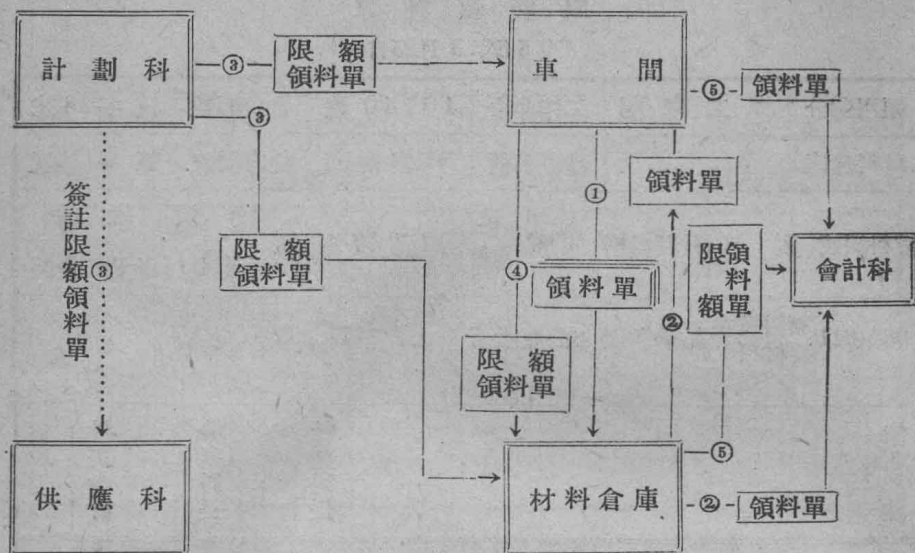 計劃科
③
限額
領料單
車間
⑤
領料單
③
①
領料單
簽註限額領料單
③
限額
領料單
④
領料單
②
限額
領料單
會計科
限額
領料單
⑤
供應科
材料倉庫
②
領料單